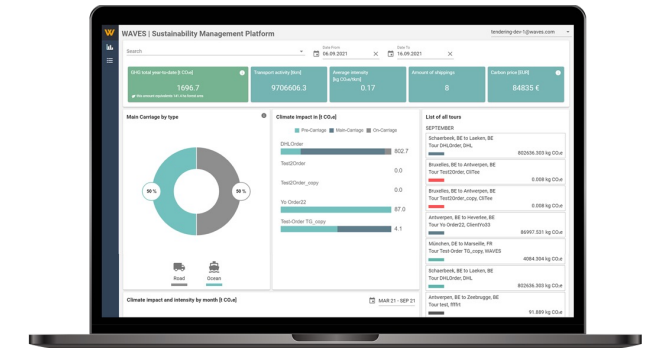 WAVES | Sustainability Management Platform
tendering-dev-1@waves.com
Search
Date From
06.09.2021
Date To
16.09.2021
GHG total year-to-date [t CO₂e]
1696.7
Transport activity [tkm]
9706606.3
Average intensity
[kg CO₂e/tkm]
0.17
Amount of shippings
8
Carbon price [EUR]
84835 €
Main Carriage by type
50 %
50 %
Road
Ocean
Climate impact in [t CO₂e]
Pre-Carriage
Main-Carriage
On-Carriage
DHLOrder
802.7
Test2Order
0.0
Test2Order_copy
0.0
Yo Order22
87.0
Test-Order TG_copy
4.1
List of all tours
SEPTEMBER
Schaerbeek, BE to Laeken, BE
Tour DHLOrder, DHL
802636.303 kg CO₂e
Bruxelles, BE to Antwerpen, BE
Tour Test2Order, CliTee
0.008 kg CO₂e
Bruxelles, BE to Antwerpen, BE
Tour Test2Order_copy, CliTee
0.008 kg CO₂e
Antwerpen, BE to Heverlee, BE
Tour Yo Order22, ClientYo33
86997.531 kg CO₂e
München, DE to Marseille, FR
Tour Test-Order TG_copy, WAVES
4084.504 kg CO₂e
Schaerbeek, BE to Laeken, BE
Tour DHLOrder, DHL
802636.303 kg CO₂e
Antwerpen, BE to Zeebrugge, BE
Tour test, ffffrt
91.889 kg CO₂e
Climate impact and intensity by month [t CO₂e]
MAR 21 - SEP 21